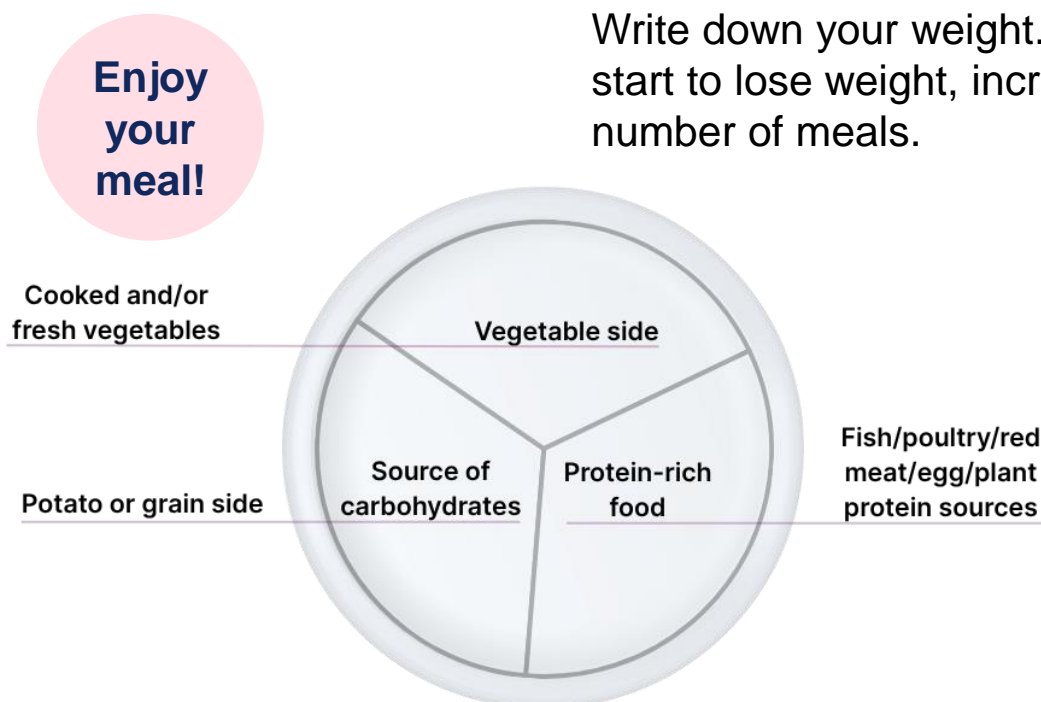 Enjoy
your
meal!
Write down your weight.
start to lose weight, incr
number of meals.
Cooked and/or
fresh vegetables
Vegetable side
Source of
carbohydrates
Protein-rich
food
Potato or grain side
Fish/poultry/red
meat/egg/plant
protein sources